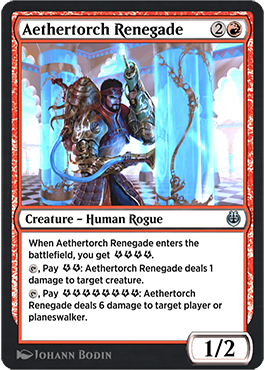 Aethertorch Renegade 2
Creature – Human Rogue
When Aethertorch Renegade enters the
battlefield, you get
, Pay : Aethertorch Renegade deals 1
damage to target creature.
, Pay : Aethertorch
Renegade deals 6 damage to target player or
planeswalker.
Johann Bodin
1/2